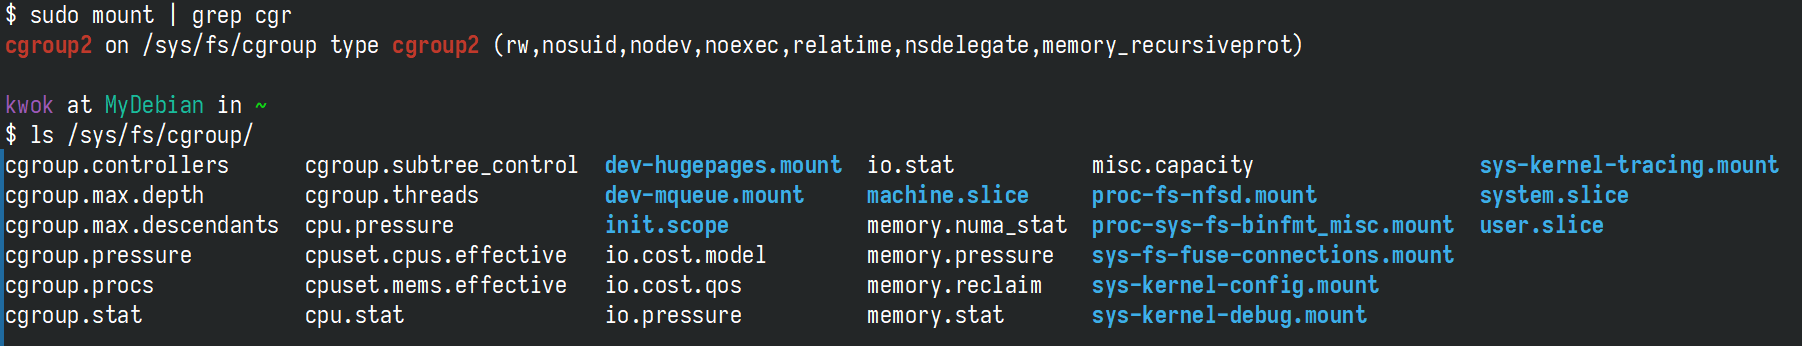 $ sudo mount | grep cgr
cgroup2 on /sys/fs/cgroup type cgroup2 (rw,nosuid,nodev,noexec,relatime,nsdelegate,memory_recursiveprot)
kwok at MyDebian in ~
$ ls /sys/fs/cgroup/
cgroup.controllers cgroup.subtree_control dev-hugepages.mount io.stat misc.capacity sys-kernel-tracing.mount
cgroup.max.depth cgroup.threads dev-mqueue.mount machine.slice proc-fs-nfsd.mount system.slice
cgroup.max.descendants cpu.pressure init.scope memory.numa_stat proc-sys-fs-binfmt_misc.mount user.slice
cgroup.pressure cpuset.cpus.effective io.cost.model memory.pressure sys-fs-fuse-connections.mount
cgroup.procs cpuset.mems.effective io.cost.qos memory.reclaim sys-kernel-config.mount
cgroup.stat cpu.stat io.pressure memory.stat sys-kernel-debug.mount